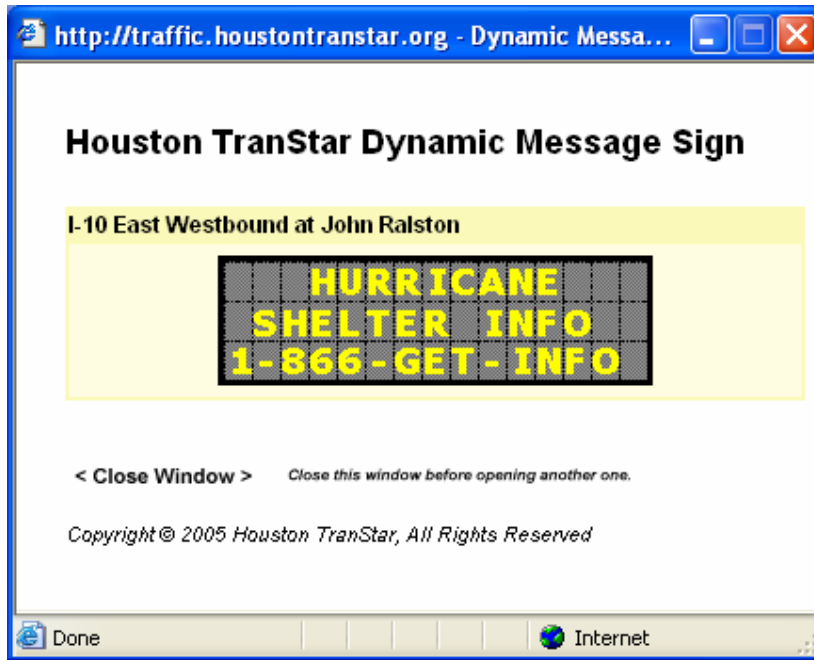 http://traffic.houstontranstar.org - Dynamic Messa...
Houston TranStar Dynamic Message Sign
I-10 East Westbound at John Ralston
HURRICANE
SHELTER INFO
1-866-GET-INFO
< Close Window > Close this window before opening another one.
Copyright © 2005 Houston TranStar, All Rights Reserved
Done Internet